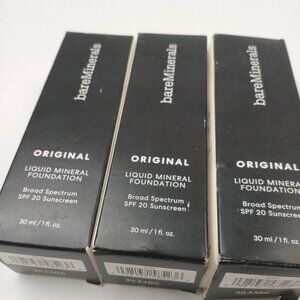 bareMinerals
ORIGINAL
LIQUID MINERAL
FOUNDATION
Broad Spectrum
SPF 20 Sunscreen
30 ml / 1 fl. oz.
bareMinerals
ORIGINAL
LIQUID MINERAL
FOUNDATION
Broad Spectrum
SPF 20 Sunscreen
30 ml / 1 fl. oz.
bareMinerals
ORIGINAL
LIQUID MINERAL
FOUNDATION
Broad Spectrum
SPF 20 Sunscreen
30 ml / 1 fl. oz.